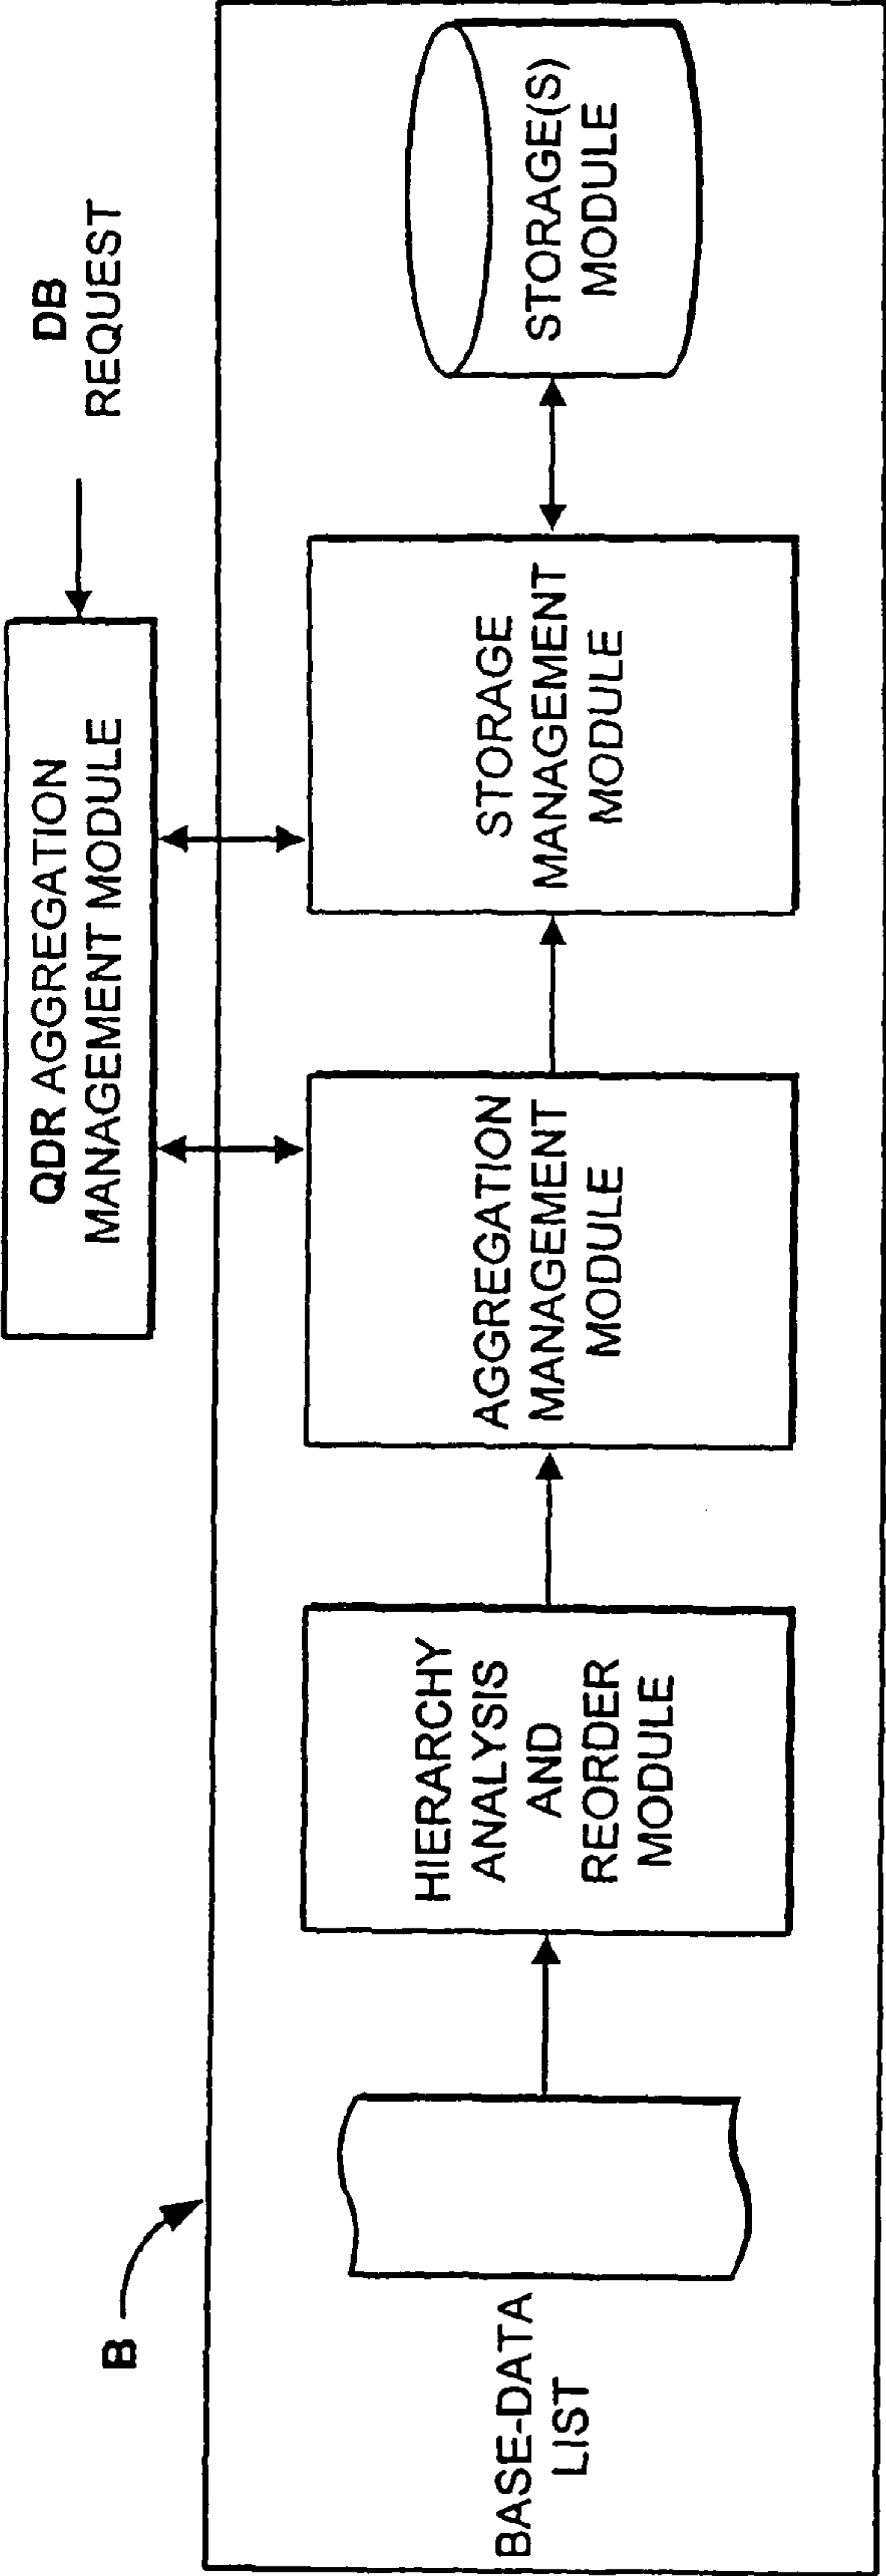 B
QDR AGGREGATION
MANAGEMENT MODULE
DB
REQUEST
BASE-DATA
LIST
HIERARCHY
ANALYSIS
AND
REORDER
MODULE
AGGREGATION
MANAGEMENT
MODULE
STORAGE
MANAGEMENT
MODULE
STORAGE(S)
MODULE